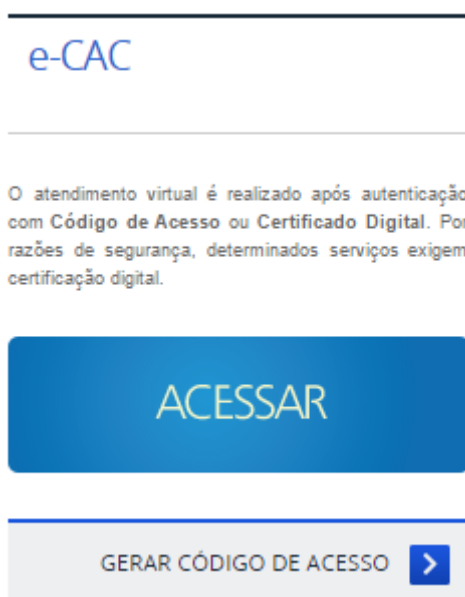 e-CAC
O atendimento virtual é realizado após autenticação
com Código de Acesso ou Certificado Digital. Por
razões de segurança, determinados serviços exigem
certificação digital.
ACESSAR
GERAR CÓDIGO DE ACESSO